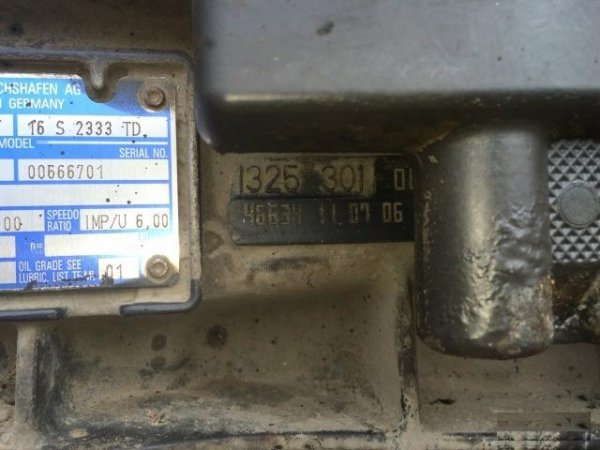 CHSHAFEN AG
GERMANY
16 S 2333 TD
MODEL
SERIAL NO.
00666701
00 SPEEDO RATIO IMP/U 6.00
n=
OIL GRADE SEE
LUBRIC. LIST TE-ML 01
1325 301
11.07 06